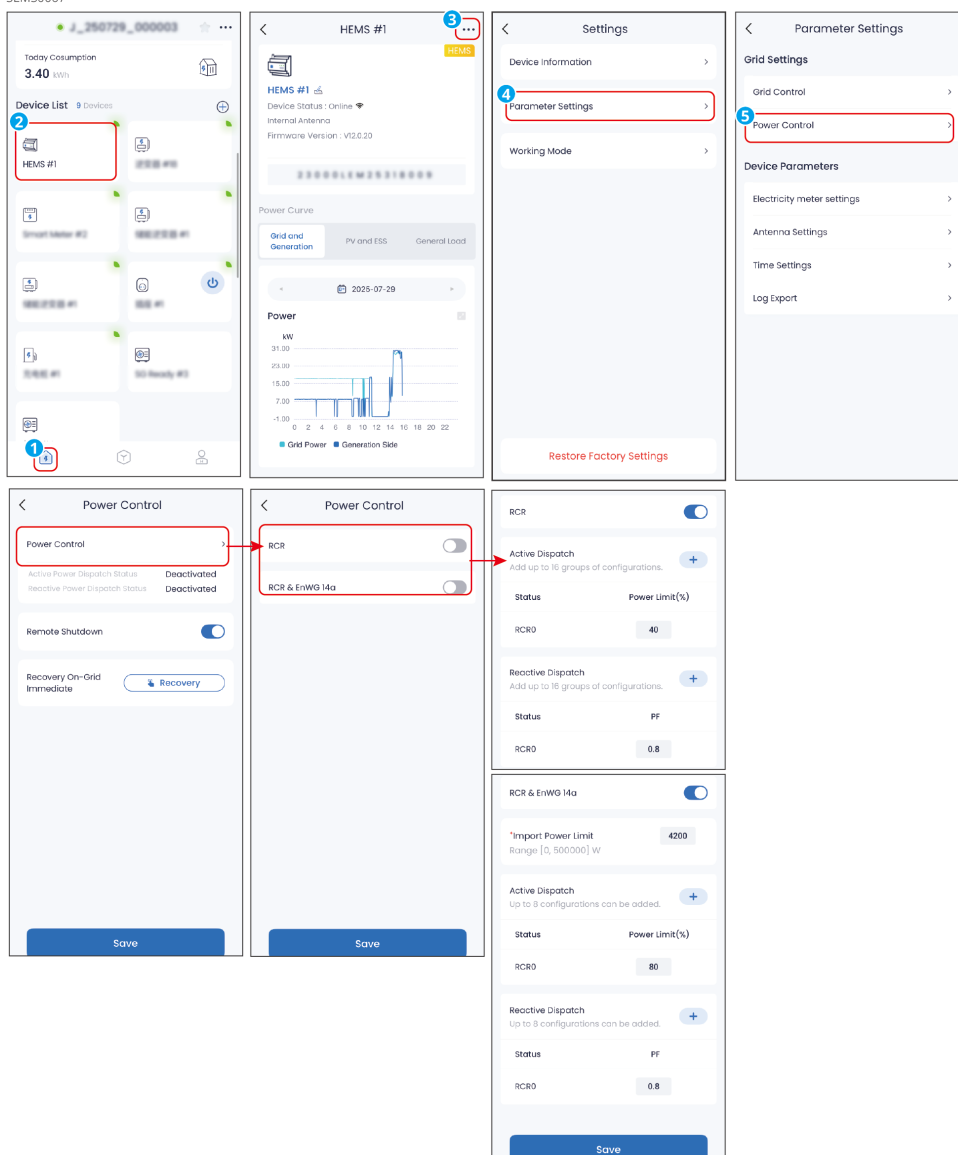 J_250729_000003
Today Cosumption
3.40 kWh
Device List 9 Devices
2
HEMS #1
Smart Meter #2
SG-Ready #3
1
HEMS #1
3
HEMS
HEMS #1
Device Status : Online
Internal Antenna
Firmware Version : V12.0.20
Power Curve
Grid and Generation
PV and ESS
General Load
2025-07-29
Power
kW
31.00
23.00
15.00
7.00
-1.00
0 2 4 6 8 10 12 14 16 18 20 22
Grid Power
Generation Side
Settings
Device Information
4
Parameter Settings
Working Mode
Restore Factory Settings
Parameter Settings
Grid Settings
Grid Control
5
Power Control
Device Parameters
Electricity meter settings
Antenna Settings
Time Settings
Log Export
Power Control
Power Control
Active Power Dispatch Status Deactivated
Reactive Power Dispatch Status Deactivated
Remote Shutdown
Recovery On-Grid
Immediate
Recovery
Save
Power Control
RCR
RCR & EnWG 14a
Save
RCR
Active Dispatch
Add up to 16 groups of configurations.
+
Status Power Limit(%)
RCR0 40
Reactive Dispatch
Add up to 16 groups of configurations.
+
Status PF
RCR0 0.8
RCR & EnWG 14a
*Import Power Limit 4200
Range [0, 500000] W
Active Dispatch
Up to 8 configurations can be added.
+
Status Power Limit(%)
RCR0 80
Reactive Dispatch
Up to 8 configurations can be added.
+
Status PF
RCR0 0.8
Save